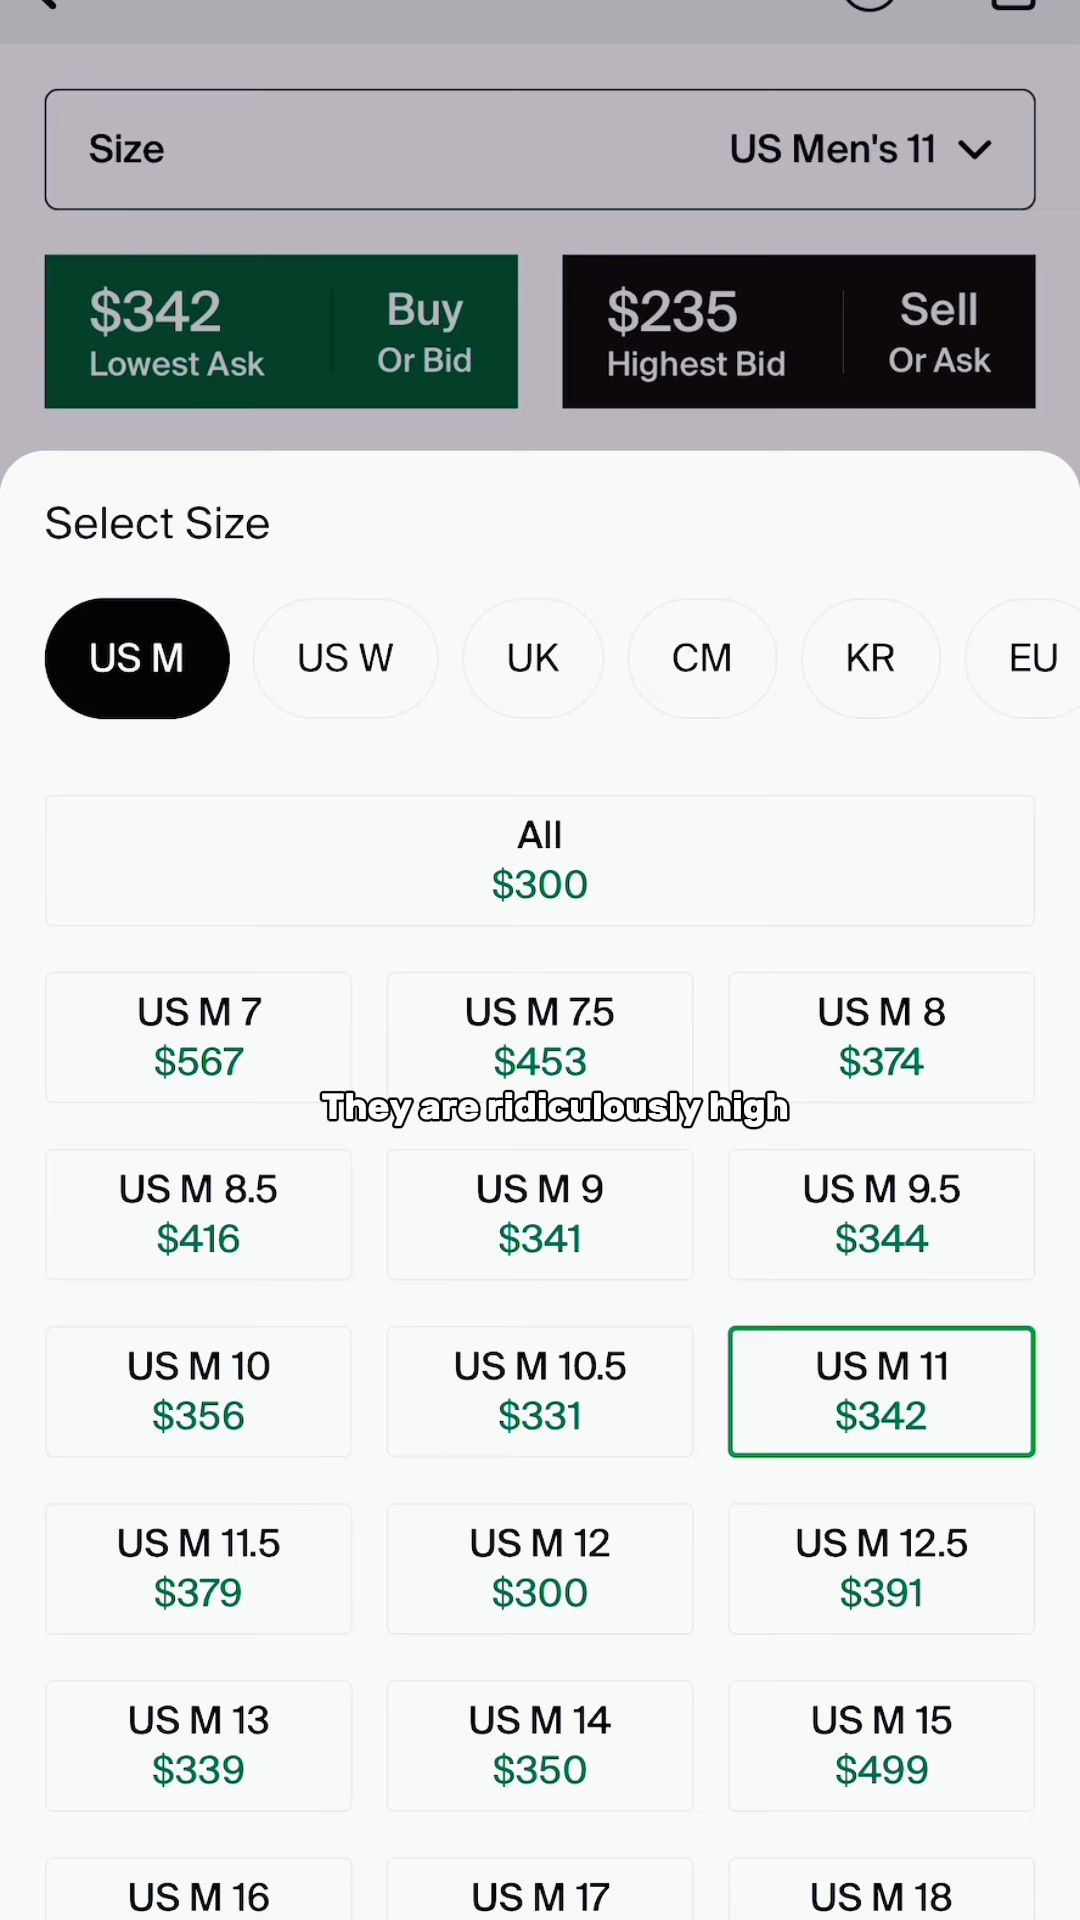 Size US Men's 11
$342 Buy $235 Sell
Lowest Ask Or Bid Highest Bid Or Ask
Select Size
US M US W UK CM KR EU
All
$300
US M 7 US M 7.5 US M 8
$567 $453 $374
They are ridiculously high
US M 8.5 US M 9 US M 9.5
$416 $341 $344
US M 10 US M 10.5 US M 11
$356 $331 $342
US M 11.5 US M 12 US M 12.5
$379 $300 $391
US M 13 US M 14 US M 15
$339 $350 $499
US M 16 US M 17 US M 18